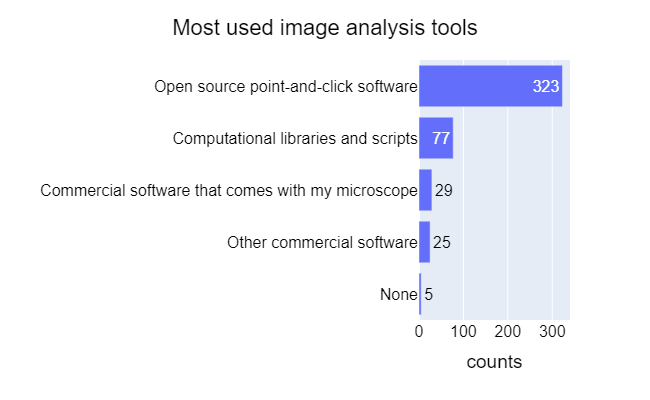 Most used image analysis tools
Open source point-and-click software 323
Computational libraries and scripts 77
Commercial software that comes with my microscope 29
Other commercial software 25
None 5
0 100 200 300
counts